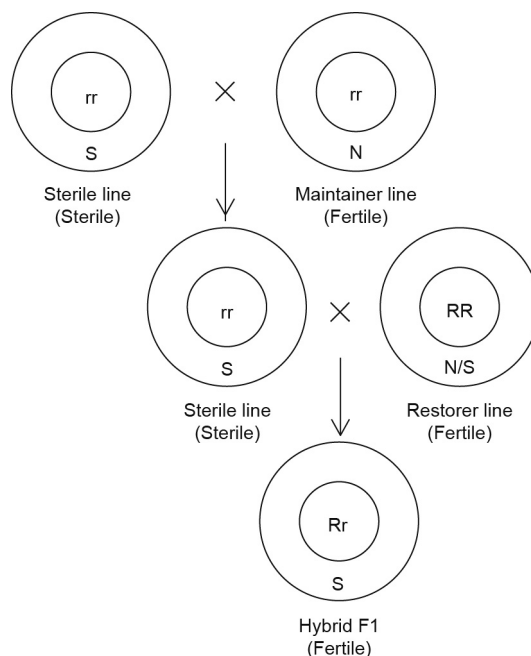 rr
S
Sterile line
(Sterile)
rr
N
Maintainer line
(Fertile)
rr
S
Sterile line
(Sterile)
RR
N/S
Restorer line
(Fertile)
Rr
S
Hybrid F1
(Fertile)